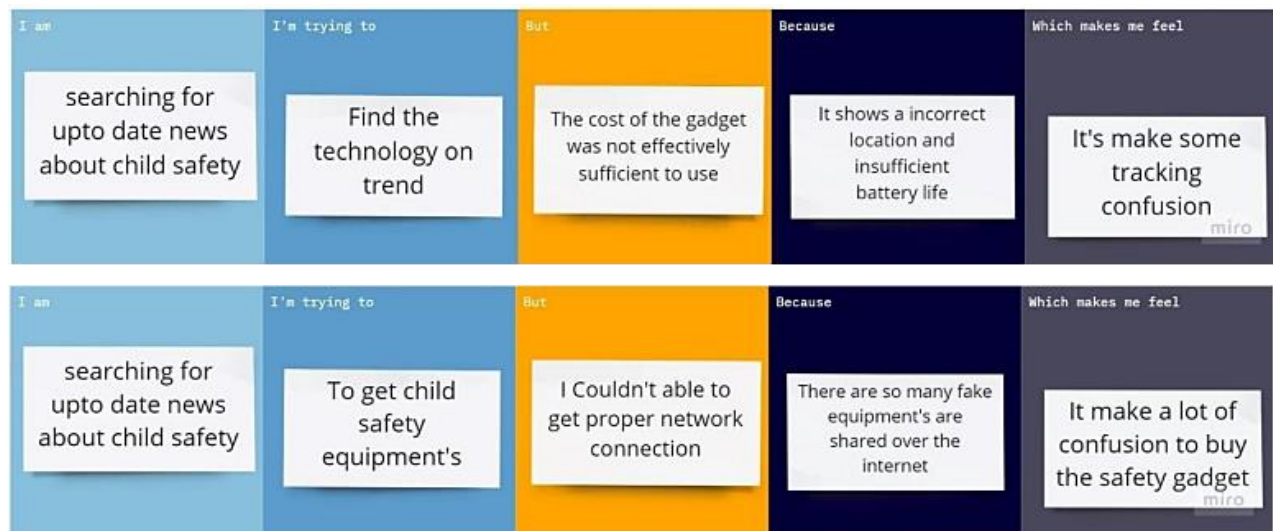 I am
I'm trying to
But
Because
Which makes me feel
searching for
upto date news
about child safety
Find the
technology on
trend
The cost of the gadget
was not effectively
sufficient to use
It shows a incorrect
location and
insufficient
battery life
It's make some
tracking
confusion
miro
I am
I'm trying to
But
Because
Which makes me feel
searching for
upto date news
about child safety
To get child
safety
equipment's
I Couldn't able to
get proper network
connection
There are so many fake
equipment's are
shared over the
internet
It make a lot of
confusion to buy
the safety gadget
miro